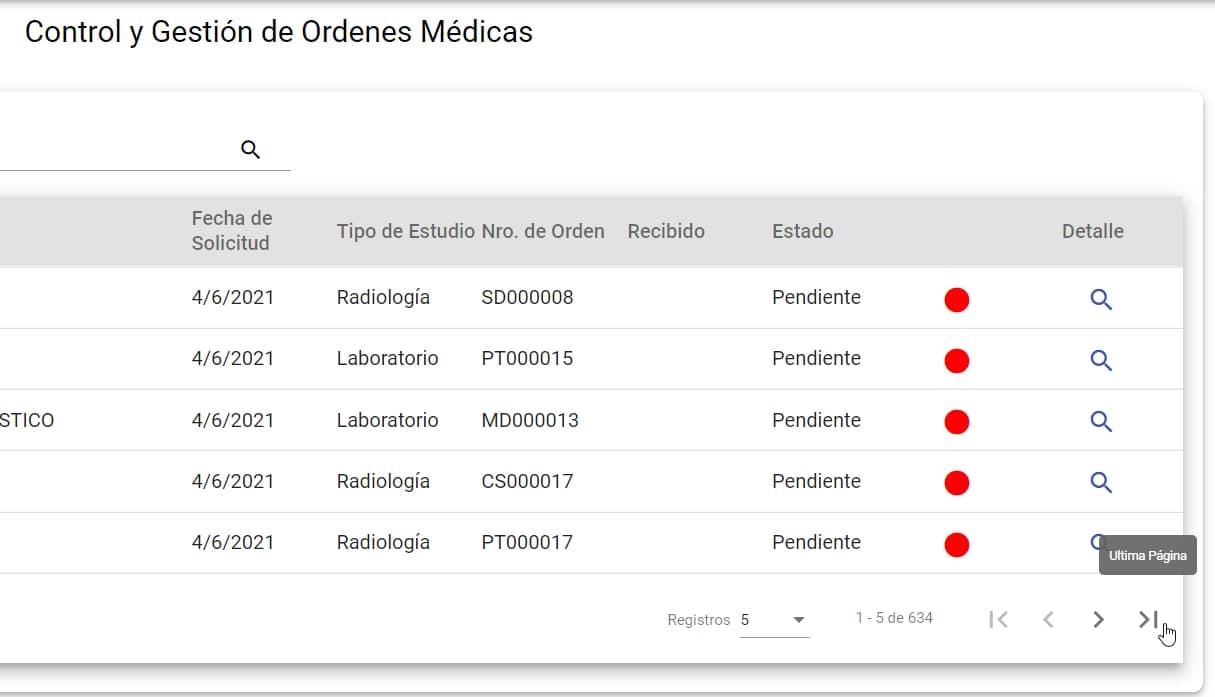 Control y Gestión de Ordenes Médicas
Fecha de Solicitud Tipo de Estudio Nro. de Orden Recibido Estado Detalle
4/6/2021 Radiología SD000008 Pendiente
4/6/2021 Laboratorio PT000015 Pendiente
STICO 4/6/2021 Laboratorio MD000013 Pendiente
4/6/2021 Radiología CS000017 Pendiente
4/6/2021 Radiología PT000017 Pendiente
Ultima Página
Registros 5 1 - 5 de 634